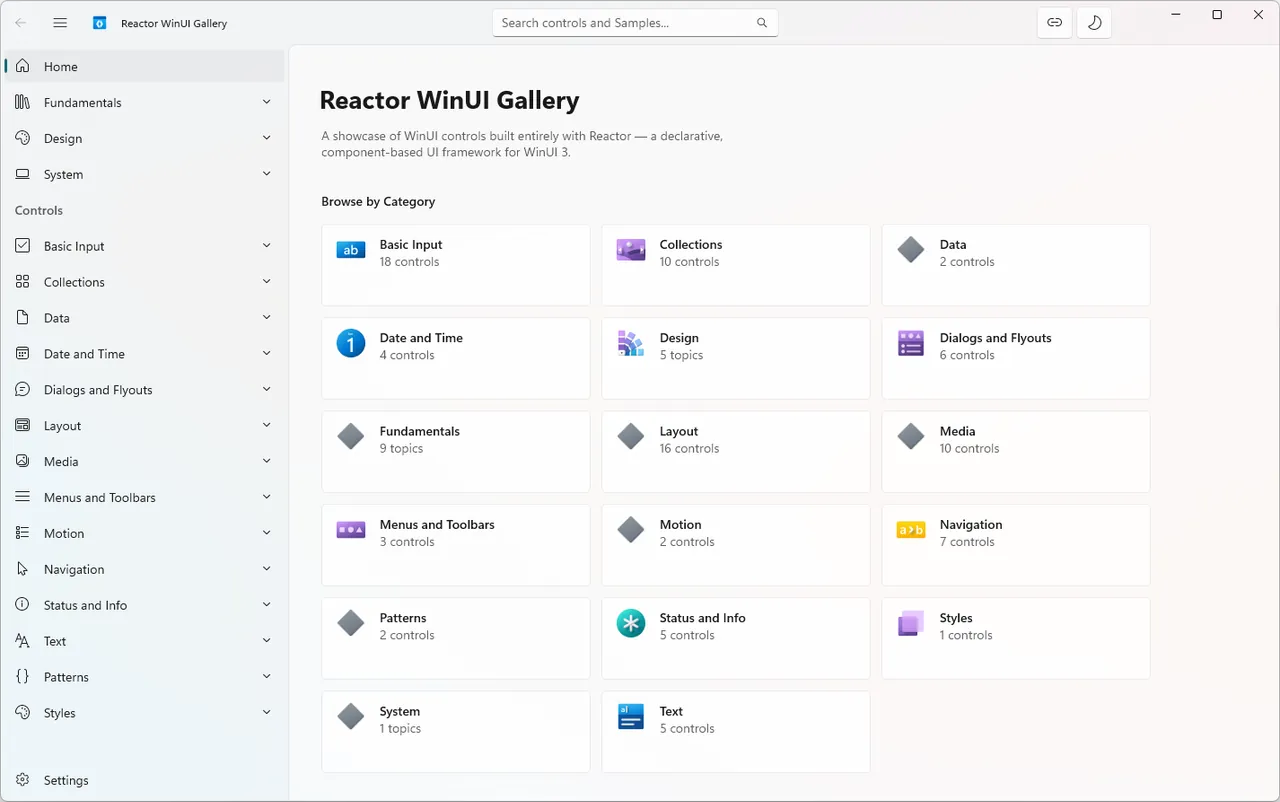 Reactor WinUI Gallery
Search controls and Samples...
Home
Fundamentals
Design
System
Controls
Basic Input
Collections
Data
Date and Time
Dialogs and Flyouts
Layout
Media
Menus and Toolbars
Motion
Navigation
Status and Info
Text
Patterns
Styles
Settings
Reactor WinUI Gallery
A showcase of WinUI controls built entirely with Reactor — a declarative,
component-based UI framework for WinUI 3.
Browse by Category
ab
Basic Input
18 controls
Collections
10 controls
Data
2 controls
1
Date and Time
4 controls
Design
5 topics
Dialogs and Flyouts
6 controls
Fundamentals
9 topics
Layout
16 controls
Media
10 controls
Menus and Toolbars
3 controls
Motion
2 controls
a>b
Navigation
7 controls
Patterns
2 controls
Status and Info
5 controls
Styles
1 controls
System
1 topics
al
Text
5 controls